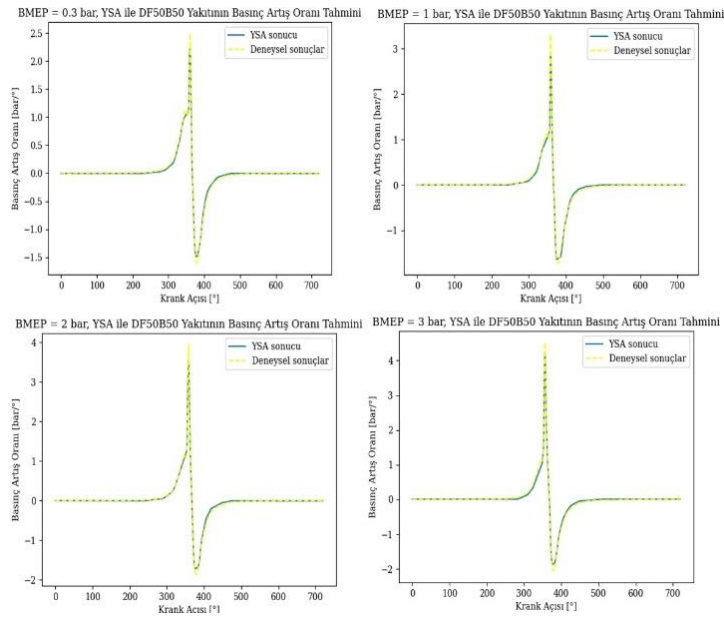 BMEP = 0.3 bar, YSA ile DF50B50 Yakıtının Basınç Artış Oranı Tahmini
YSA sonucu
Deneysel sonuçlar
Basınç Artış Oranı [bar/°]
2.5
2.0
1.5
1.0
0.5
0.0
−0.5
−1.0
−1.5
0 100 200 300 400 500 600 700
Krank Açısı [°]
BMEP = 1 bar, YSA ile DF50B50 Yakıtının Basınç Artış Oranı Tahmini
YSA sonucu
Deneysel sonuçlar
Basınç Artış Oranı [bar/°]
3
2
1
0
−1
0 100 200 300 400 500 600 700
Krank Açısı [°]
BMEP = 2 bar, YSA ile DF50B50 Yakıtının Basınç Artış Oranı Tahmini
YSA sonucu
Deneysel sonuçlar
Basınç Artış Oranı [bar/°]
4
3
2
1
0
−1
−2
0 100 200 300 400 500 600 700
Krank Açısı [°]
BMEP = 3 bar, YSA ile DF50B50 Yakıtının Basınç Artış Oranı Tahmini
YSA sonucu
Deneysel sonuçlar
Basınç Artış Oranı [bar/°]
4
3
2
1
0
−1
−2
0 100 200 300 400 500 600 700
Krank Açısı [°]